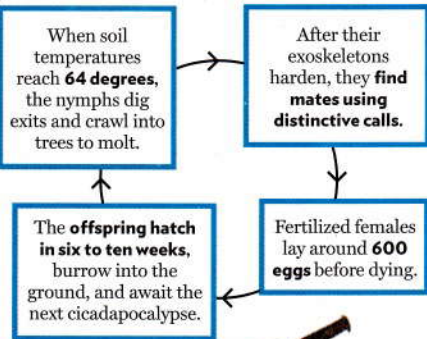 When soil
temperatures
reach 64 degrees,
the nymphs dig
exits and crawl into
trees to molt.
After their
exoskeletons
harden, they find
mates using
distinctive calls.
Fertilized females
lay around 600
eggs before dying.
The offspring hatch
in six to ten weeks,
burrow into the
ground, and await the
next cicadapocalypse.